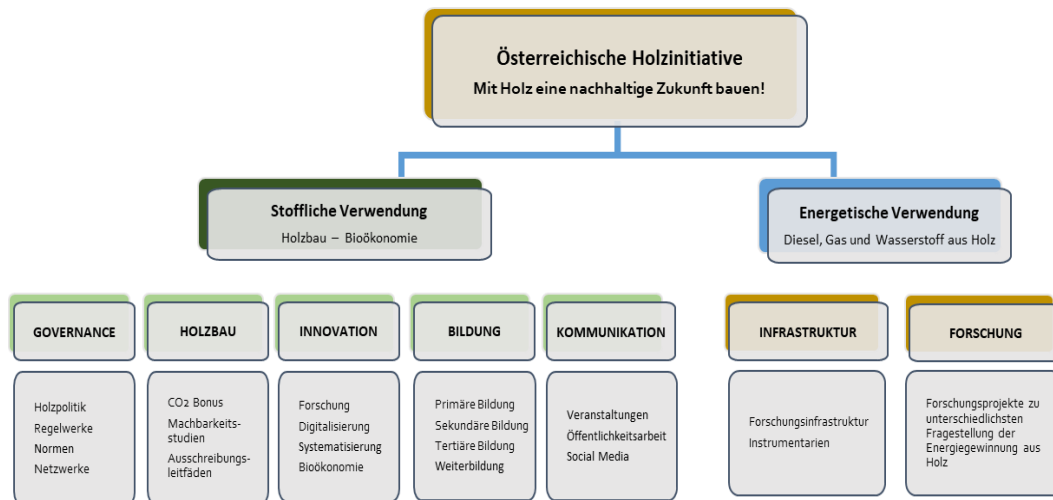 Österreichische Holzinitiative
Mit Holz eine nachhaltige Zukunft bauen!
Stoffliche Verwendung
Holzbau – Bioökonomie
Energetische Verwendung
Diesel, Gas und Wasserstoff aus Holz
GOVERNANCE
Holzpolitik
Regelwerke
Normen
Netzwerke
HOLZBAU
CO2 Bonus
Machbarkeits-
studien
Ausschreibungs-
leitfäden
INNOVATION
Forschung
Digitalisierung
Systematisierung
Bioökonomie
BILDUNG
Primäre Bildung
Sekundäre Bildung
Tertiäre Bildung
Weiterbildung
KOMMUNIKATION
Veranstaltungen
Öffentlichkeitsarbeit
Social Media
INFRASTRUKTUR
Forschungsinfrastruktur
Instrumentarien
FORSCHUNG
Forschungsprojekte zu
unterschiedlichsten
Fragestellung der
Energiegewinnung aus
Holz